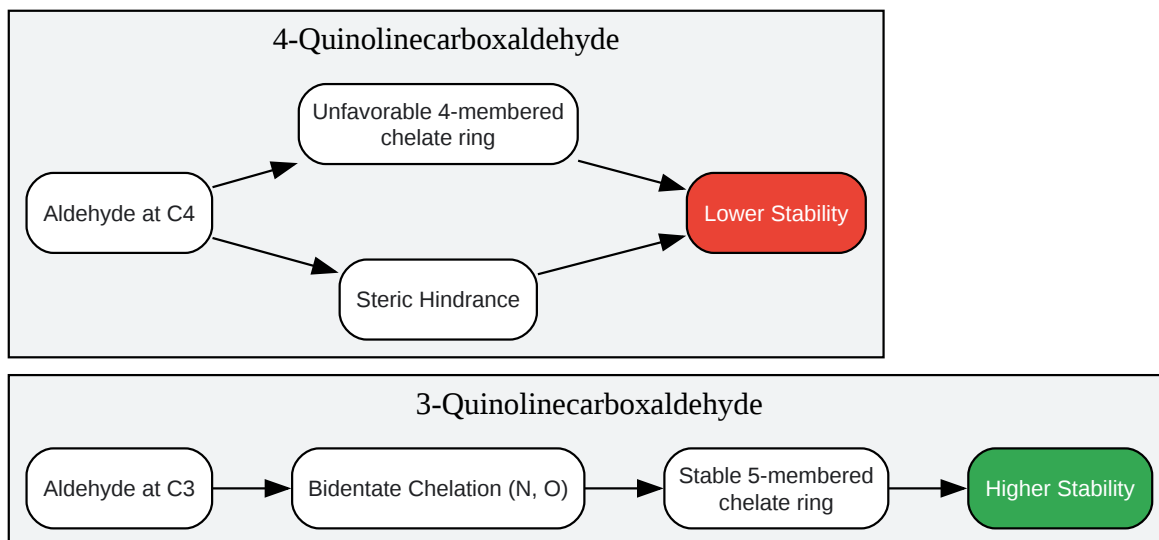 4-Quinolinecarboxaldehyde
Unfavorable 4-membered
chelate ring
Aldehyde at C4
Lower Stability
Steric Hindrance
3-Quinolinecarboxaldehyde
Aldehyde at C3
Bidentate Chelation (N, O)
Stable 5-membered
chelate ring
Higher Stability